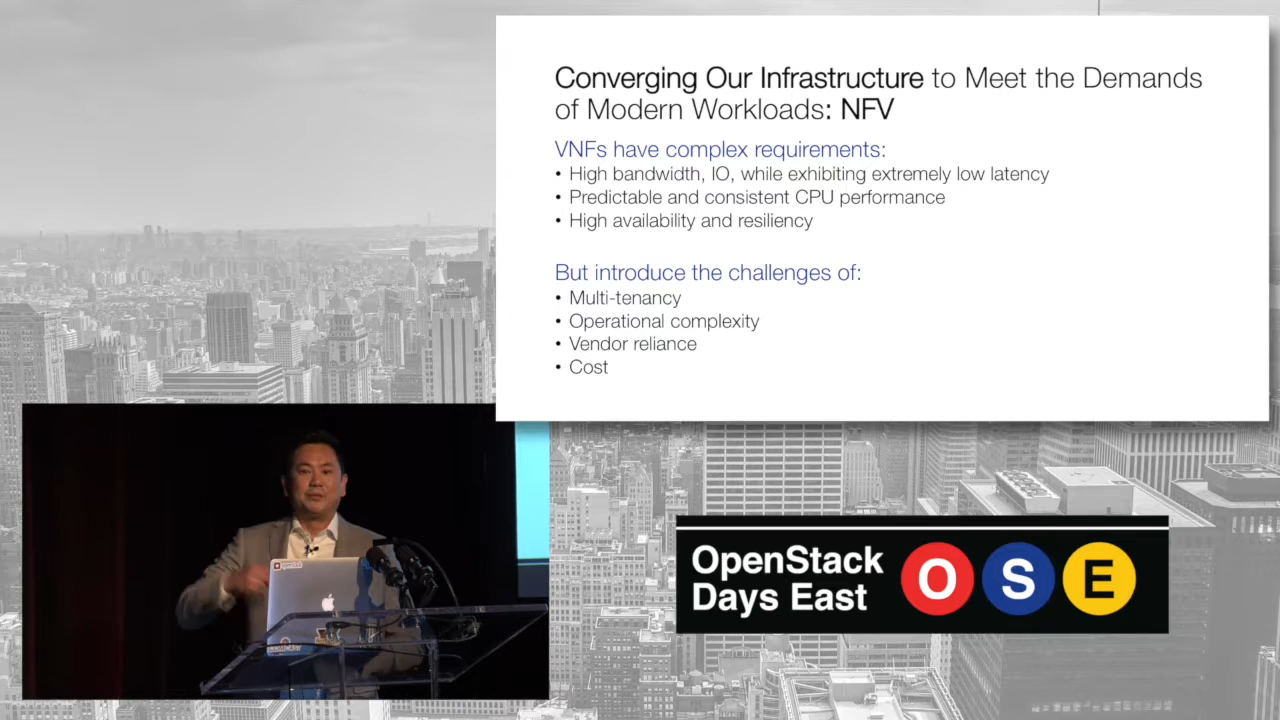 Converging Our Infrastructure to Meet the Demands
of Modern Workloads: NFV
VNFs have complex requirements:
• High bandwidth, IO, while exhibiting extremely low latency
• Predictable and consistent CPU performance
• High availability and resiliency
But introduce the challenges of:
• Multi-tenancy
• Operational complexity
• Vendor reliance
• Cost
OpenStack
Days East
O S E